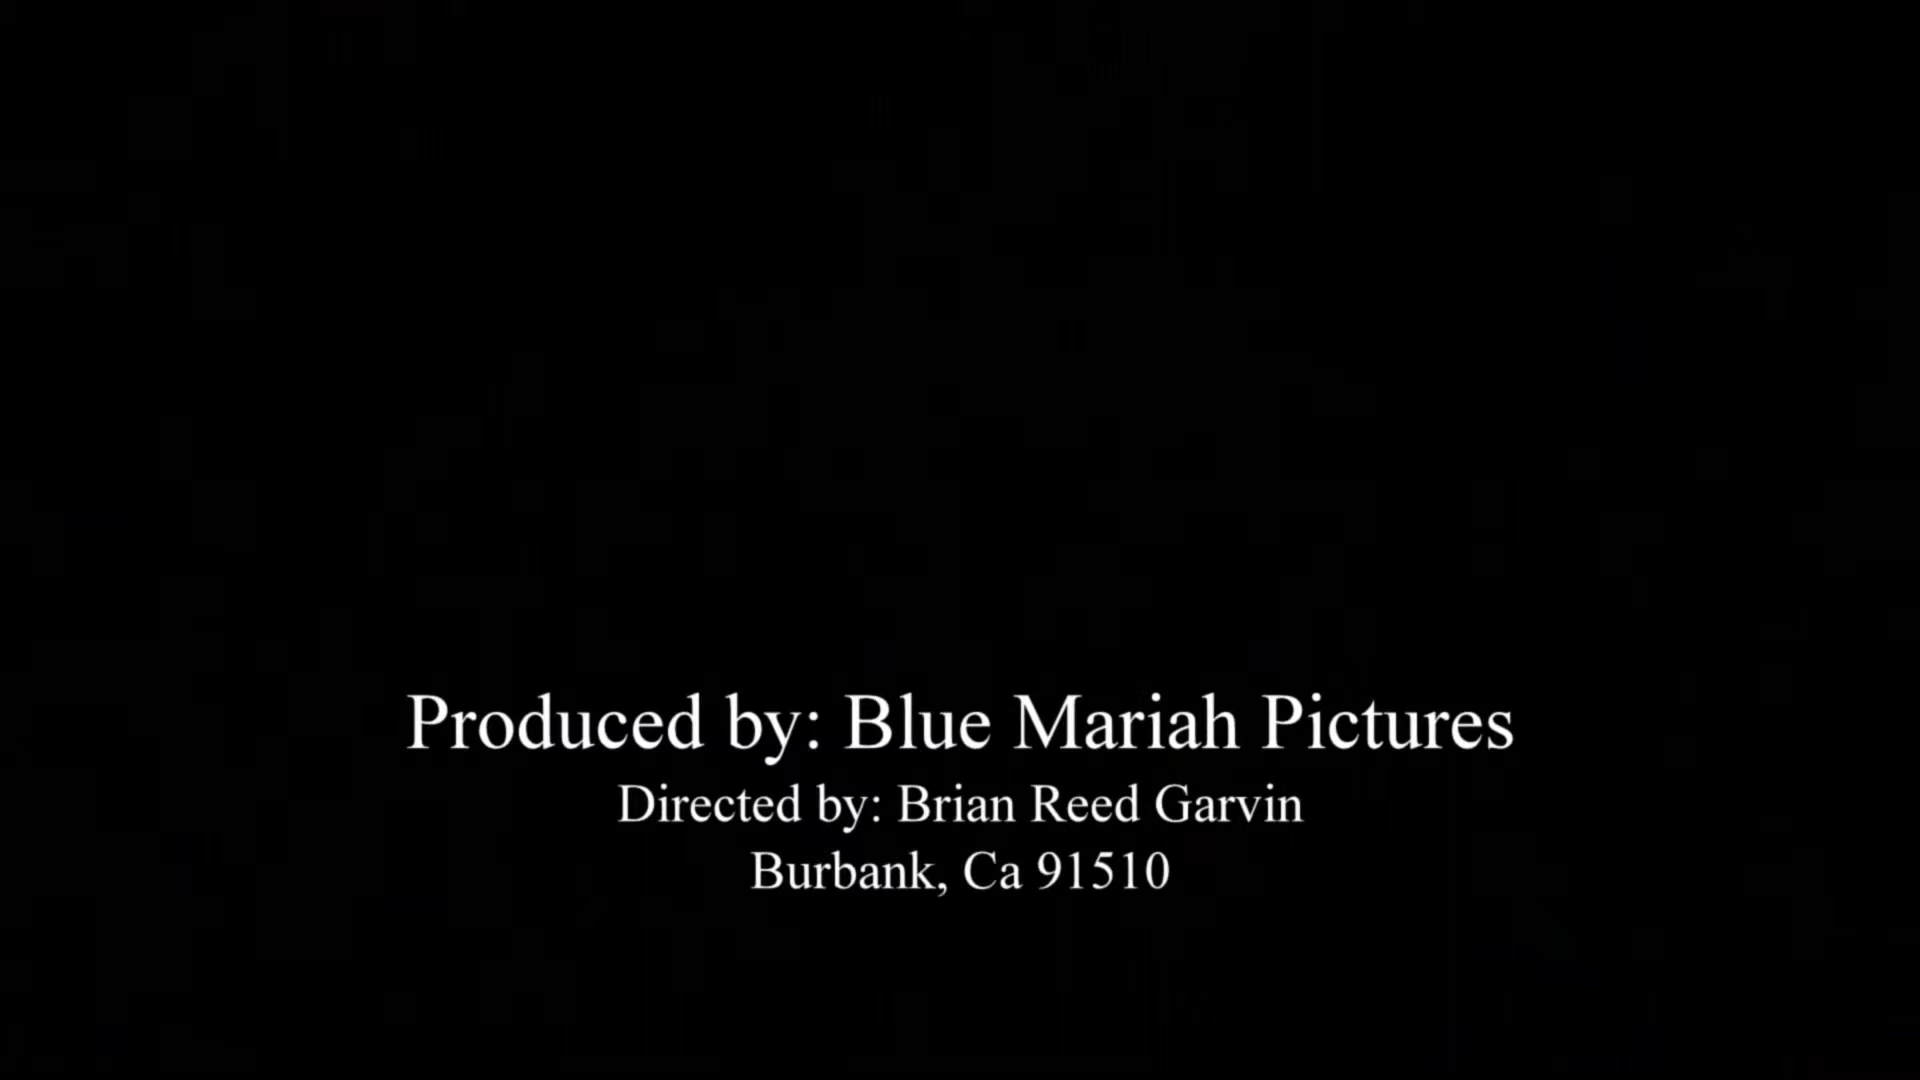 Produced by: Blue Mariah Pictures
Directed by: Brian Reed Garvin
Burbank, Ca 91510